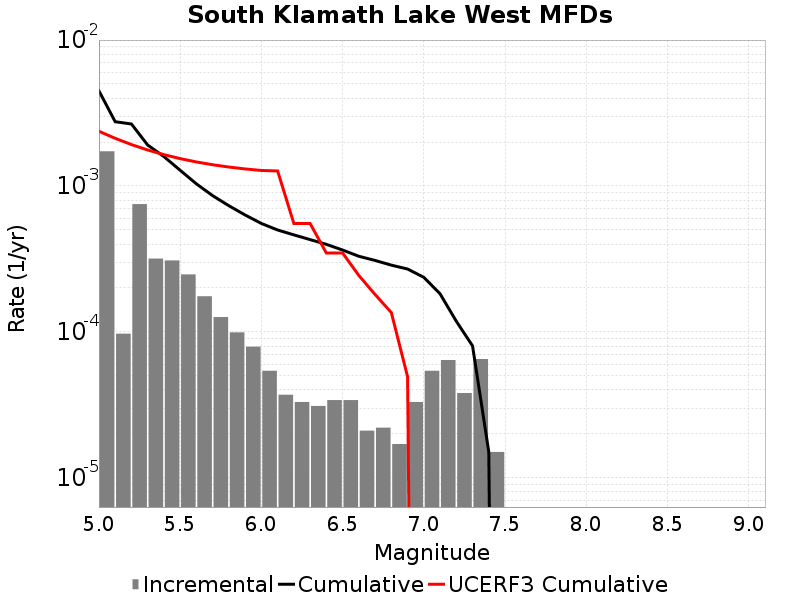 South Klamath Lake West MFDs
10-2
10-3
10-4
10-5
Rate (1/yr)
5.0 5.5 6.0 6.5 7.0 7.5 8.0 8.5 9.0
Magnitude
Incremental Cumulative UCERF3 Cumulative